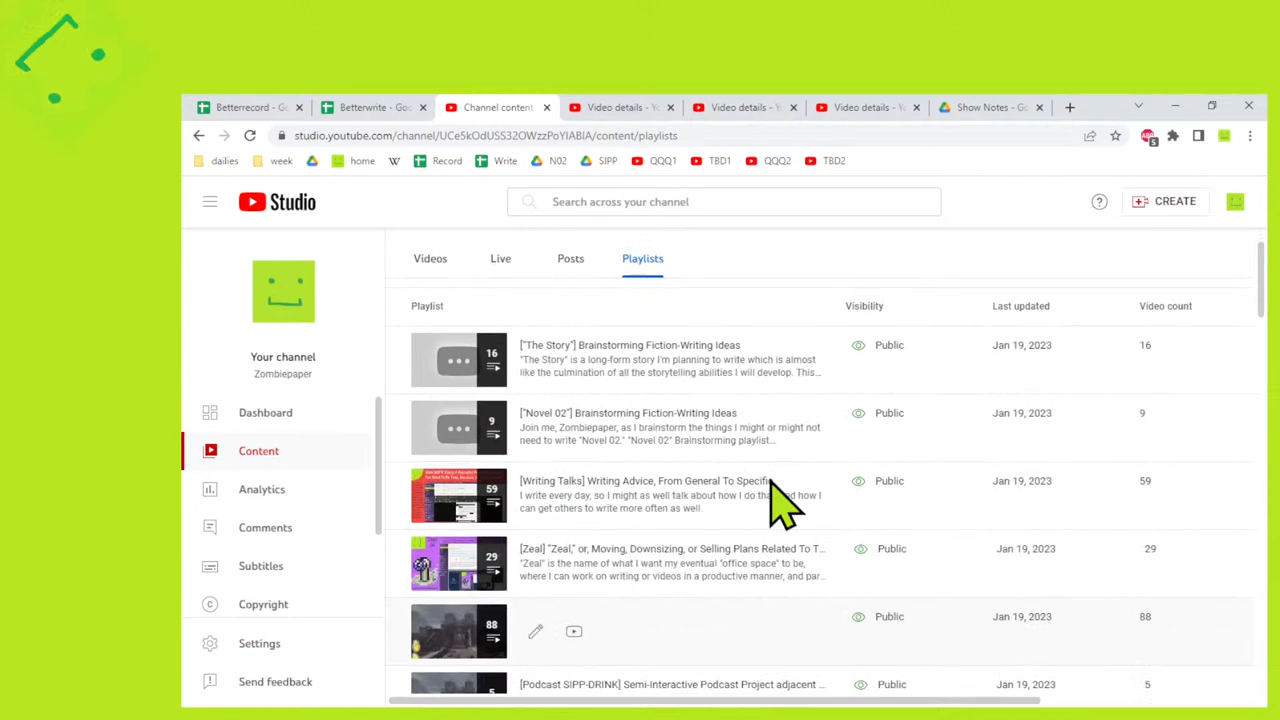 Betterrecord - Go
Betterwrite - Goo
Channel content
Video details - Y
Video details - Y
Video details - Y
Show Notes - Go
studio.youtube.com/channel/UCe5kOdUSS32OWzzPoYIABIA/content/playlists
5
dailies
week
home
W
Record
Write
N02
SIPP
QQQ1
TBD1
QQQ2
TBD2
Studio
Search across your channel
CREATE
Your channel
Zombiepaper
Dashboard
Content
Analytics
Comments
Subtitles
Copyright
Settings
Send feedback
Videos Live Posts Playlists
Playlist Visibility Last updated Video count
16
["The Story"] Brainstorming Fiction-Writing Ideas
"The Story" is a long-form story I'm planning to write which is almost
like the culmination of all the storytelling abilities I will develop. This...
Public Jan 19, 2023 16
9
["Novel 02"] Brainstorming Fiction-Writing Ideas
Join me, Zombiepaper, as I brainstorm the things I might or might not
need to write "Novel 02." "Novel 02" Brainstorming playlist...
Public Jan 19, 2023 9
59
[Writing Talks] Writing Advice, From General To Specific
I write every day, so I might as well talk about how I do and how I
can get others to write more often as well.
Public Jan 19, 2023 59
29
[Zeal] "Zeal," or, Moving, Downsizing, or Selling Plans Related To T...
"Zeal" is the name of what I want my eventual "office space" to be,
where I can work on writing or videos in a productive manner, and par...
Public Jan 19, 2023 29
88
Public Jan 19, 2023 88
5
[Podcast SIPP-DRINK] Semi-Interactive Podcast Project adjacent ...
Public Jan 19, 2023 5